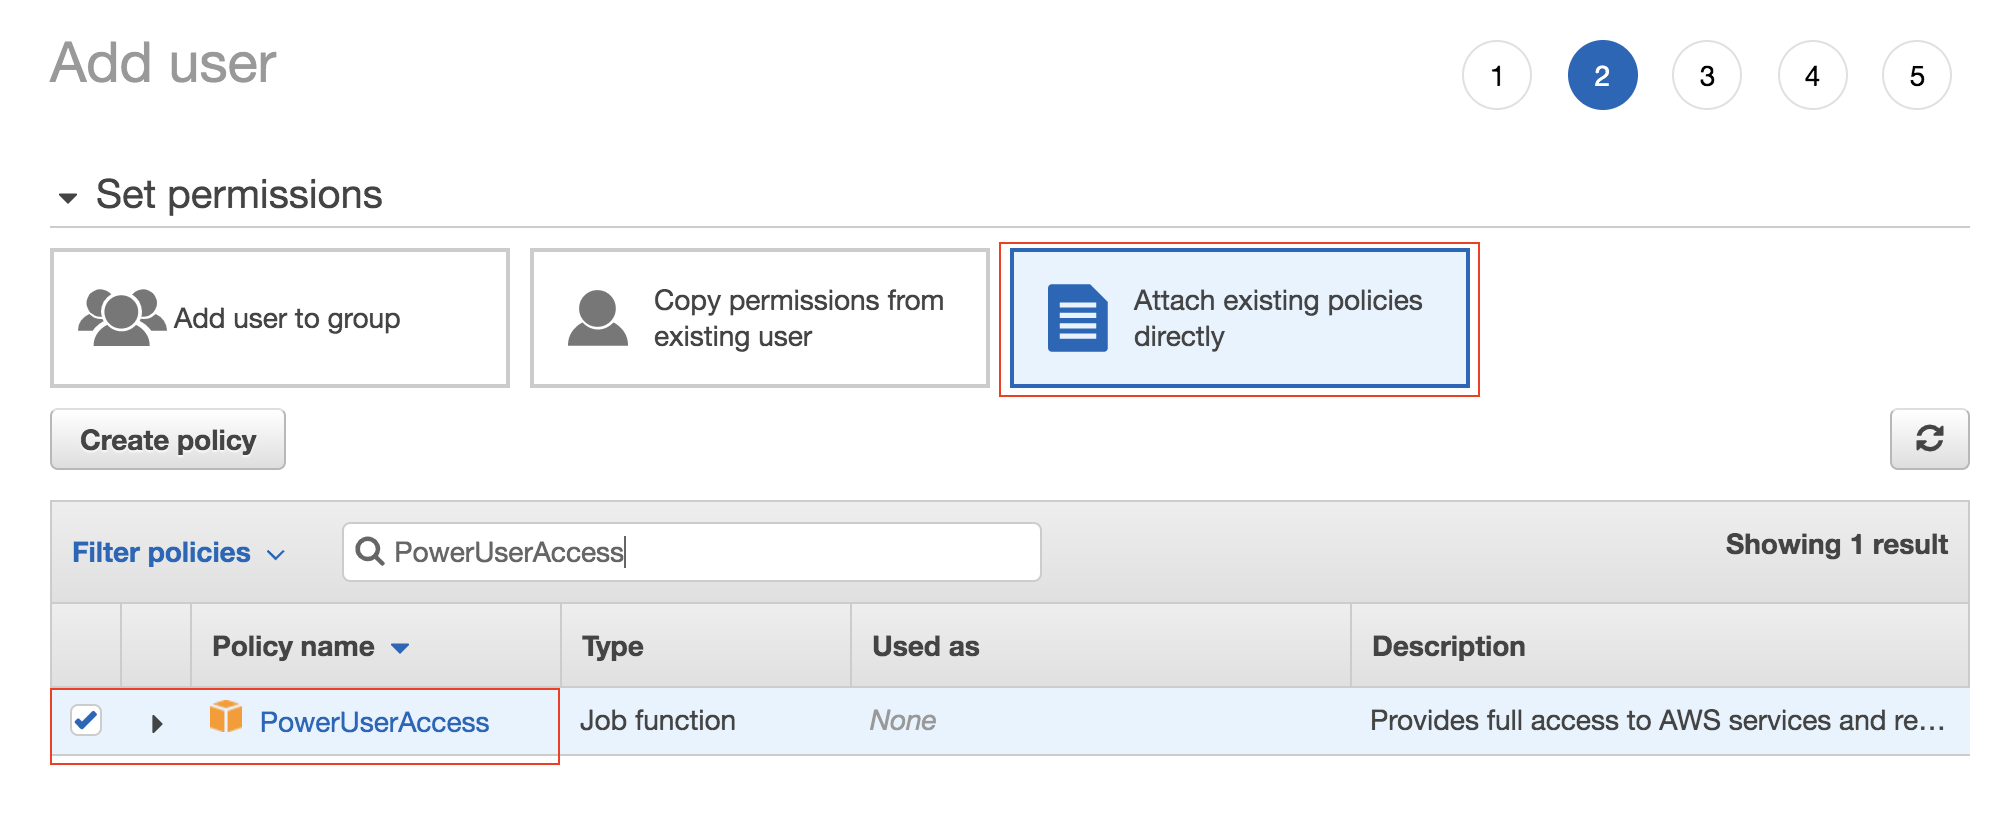 Add user
1 2 3 4 5
Set permissions
Add user to group
Copy permissions from
existing user
Attach existing policies
directly
Create policy
Filter policies
PowerUserAccess
Showing 1 result
Policy name Type Used as Description
PowerUserAccess Job function None Provides full access to AWS services and re...